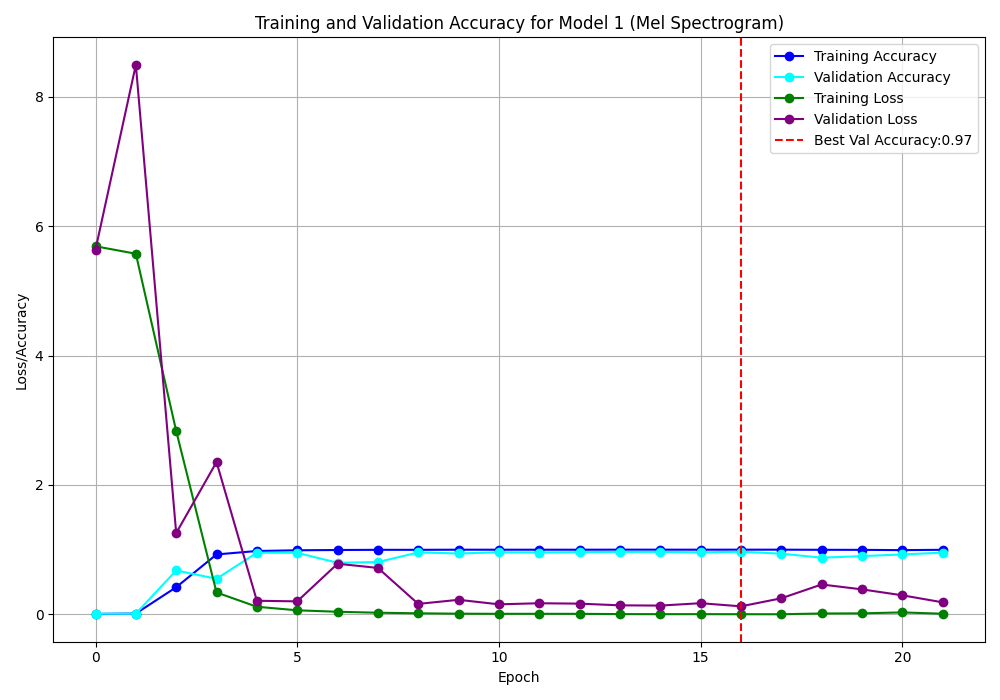 Training and Validation Accuracy for Model 1 (Mel Spectrogram)
Training Accuracy
Validation Accuracy
Training Loss
Validation Loss
Best Val Accuracy:0.97
Loss/Accuracy
8
6
4
2
0
0 5 10 15 20
Epoch